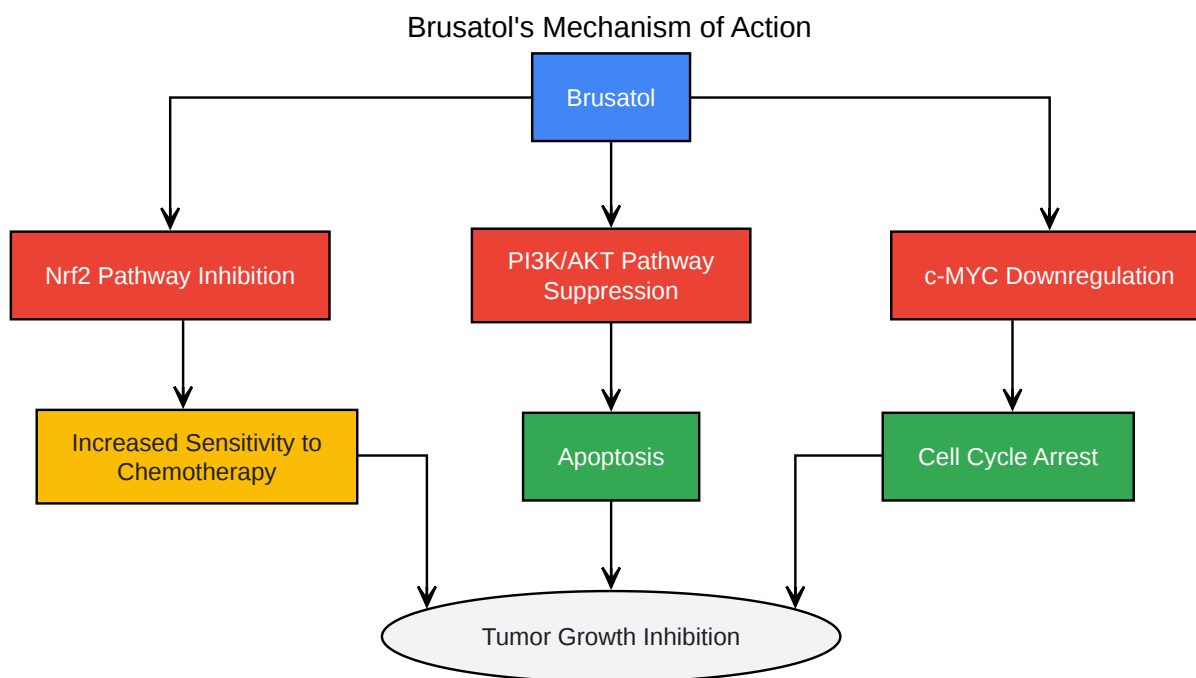 Brusatol's Mechanism of Action
Brusatol
Nrf2 Pathway Inhibition
PI3K/AKT Pathway
Suppression
c-MYC Downregulation
Increased Sensitivity to
Chemotherapy
Apoptosis
Cell Cycle Arrest
Tumor Growth Inhibition